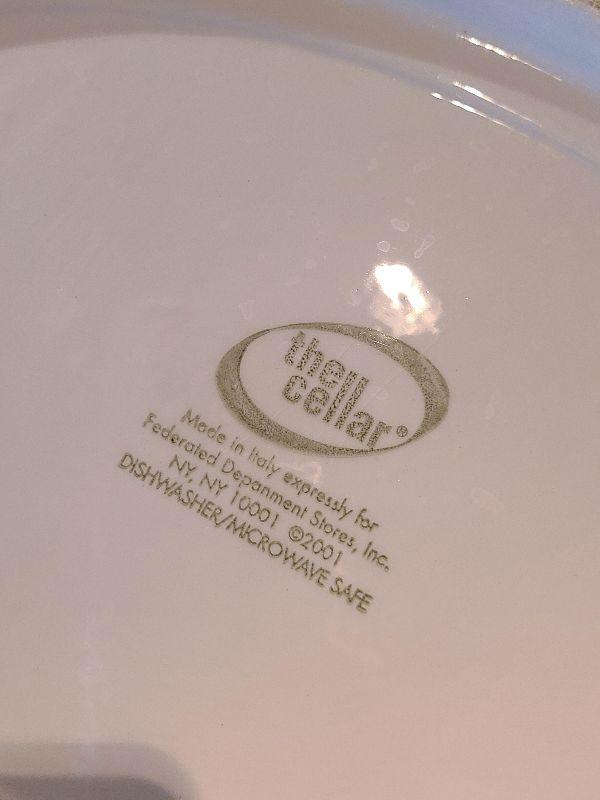 the
cellar®
Made in Italy expressly for
Federated Department Stores, Inc.
NY, NY 10001 ©2001
DISHWASHER/MICROWAVE SAFE